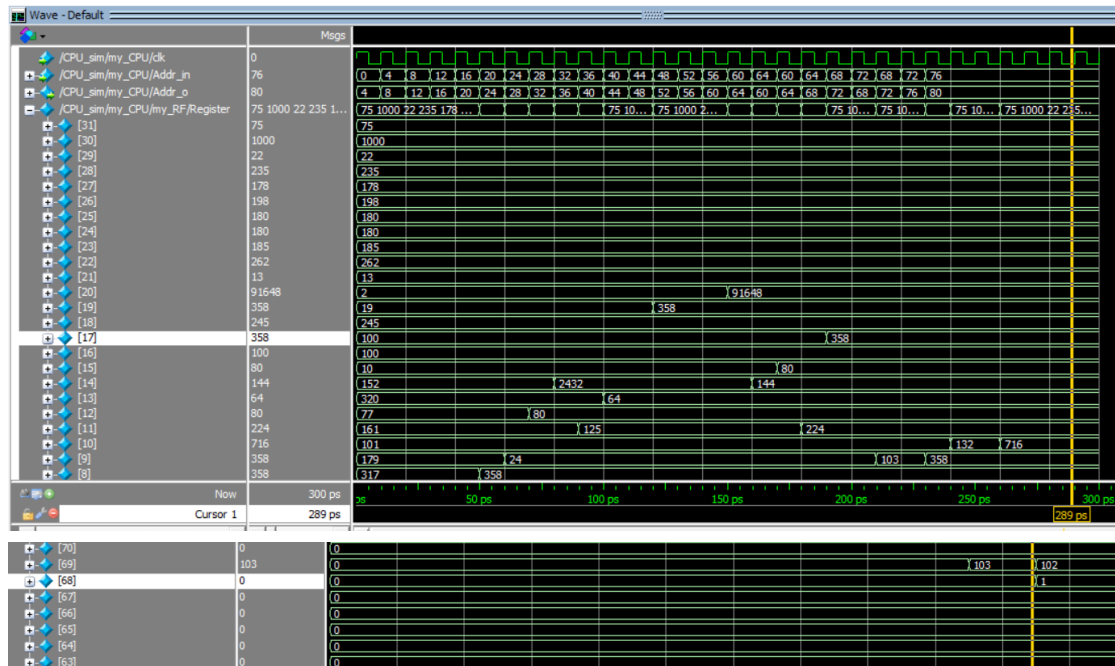 Wave - Default
Msgs
/CPU_sim/my_CPU/clk 0
/CPU_sim/my_CPU/Addr_in 76 0 4 8 12 16 20 24 28 32 36 40 44 48 52 56 60 64 60 64 68 72 68 72 76
/CPU_sim/my_CPU/Addr_o 80 4 8 12 16 20 24 28 32 36 40 44 48 52 56 60 64 60 64 68 72 68 72 76 80
/CPU_sim/my_CPU/my_RF/Register 75 1000 22 235 1... 75 1000 22 235 178 ... 75 10... 75 1000 2... 75 10... 75 10... 75 10... 75 1000 22 235...
[31] 75 75
[30] 1000 1000
[29] 22 22
[28] 235 235
[27] 178 178
[26] 198 198
[25] 180 180
[24] 180 180
[23] 185 185
[22] 262 262
[21] 13 13
[20] 91648 2 91648
[19] 358 19 358
[18] 245 245
[17] 358 100 358
[16] 100 100
[15] 80 10 80
[14] 144 152 2432 144
[13] 64 320 64
[12] 80 77 80
[11] 224 161 125 224
[10] 716 101 132 716
[9] 358 179 24 103 358
[8] 358 317 358
Now 300 ps ps 50 ps 100 ps 150 ps 200 ps 250 ps 300 ps
Cursor 1 289 ps 289 ps
[70] 0 0
[69] 103 0 103 102
[68] 0 0 1
[67] 0 0
[66] 0 0
[65] 0 0
[64] 0 0
[63] 0 0